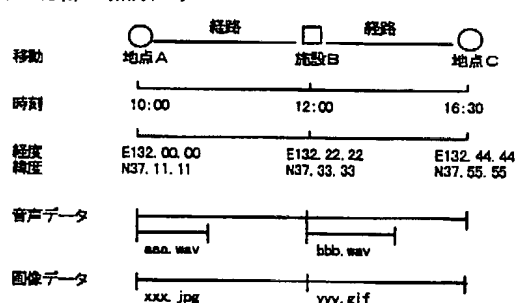 経路 経路
移動 地点A 施設B 地点C
時刻 10:00 12:00 16:30
経度 E132.00.00 E132.22.22 E132.44.44
緯度 N37.11.11 N37.33.33 N37.55.55
音声データ
aaa.wav bbb.wav
画像データ
xxx.jpg yyy.gif